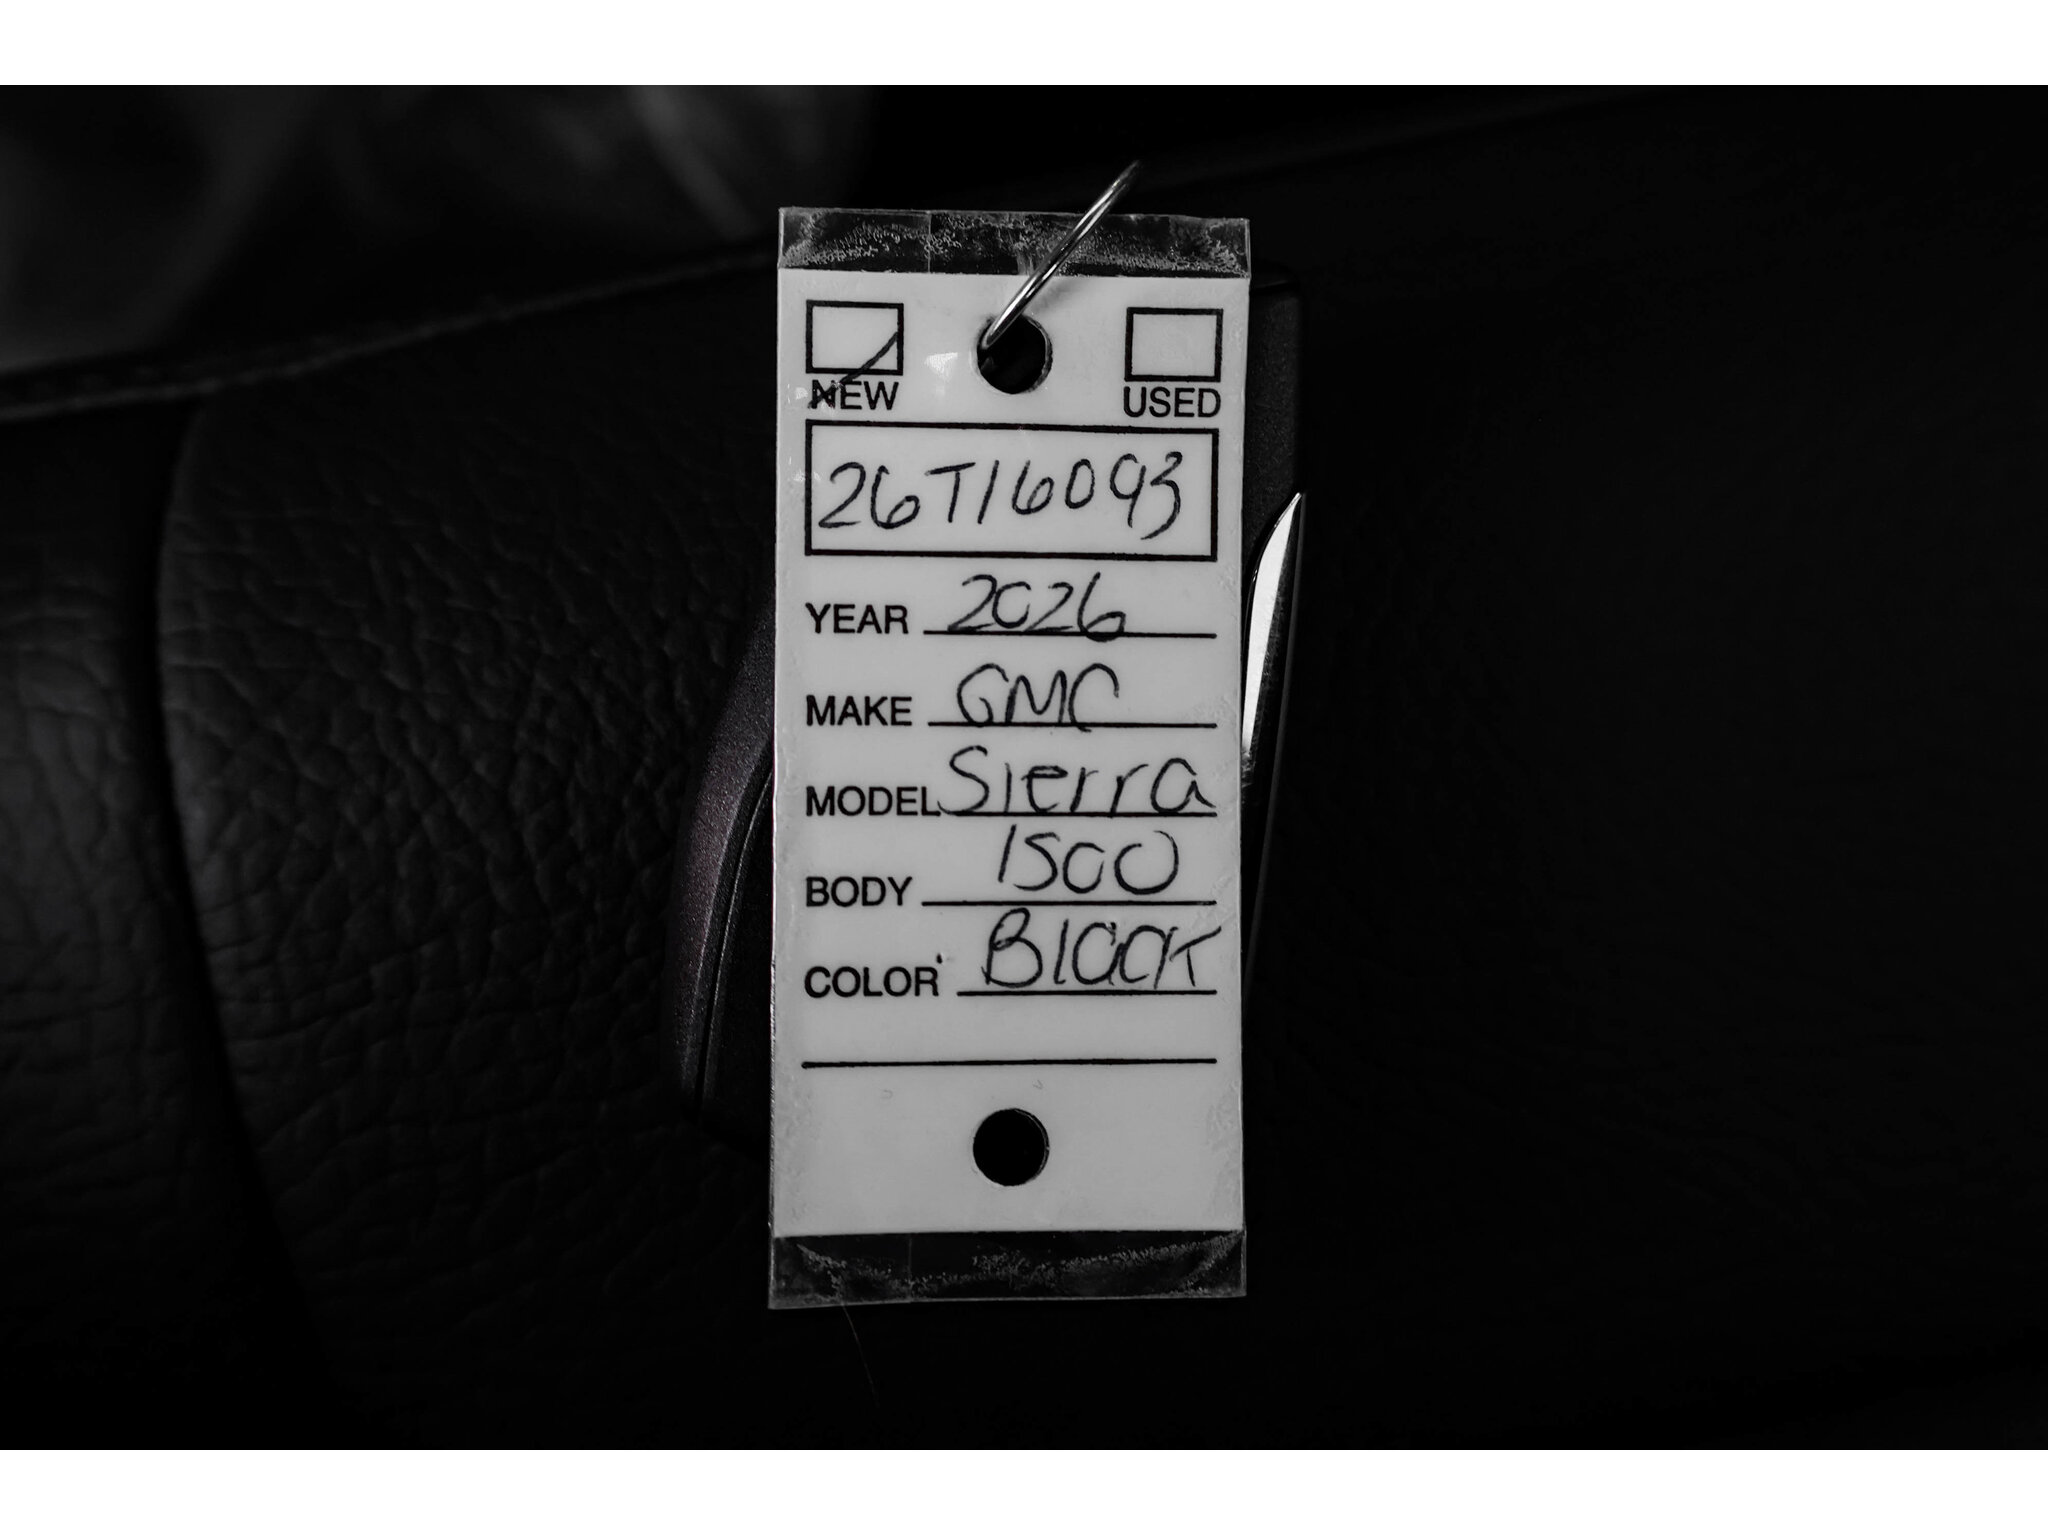 NEW USED
26T16093
YEAR 2026
MAKE GMC
MODEL Sierra
BODY 1500
COLOR Black